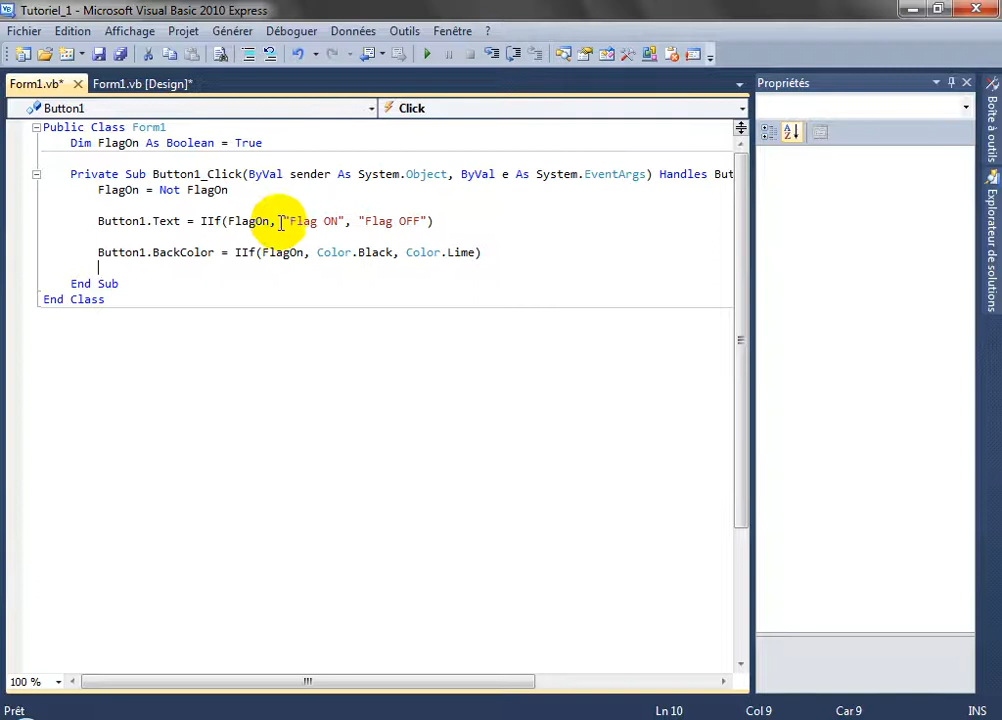 Tutoriel_1 - Microsoft Visual Basic 2010 Express
Fichier Edition Affichage Projet Générer Déboguer Données Outils Fenêtre ?
Form1.vb* Form1.vb [Design]*
Button1 Click
Public Class Form1
Dim FlagOn As Boolean = True
Private Sub Button1_Click(ByVal sender As System.Object, ByVal e As System.EventArgs) Handles But
FlagOn = Not FlagOn
Button1.Text = IIf(FlagOn, "Flag ON", "Flag OFF")
Button1.BackColor = IIf(FlagOn, Color.Black, Color.Lime)
End Sub
End Class
100 %
Propriétés
Boîte à outils
Explorateur de solutions
Prêt Ln 10 Col 9 Car 9 INS